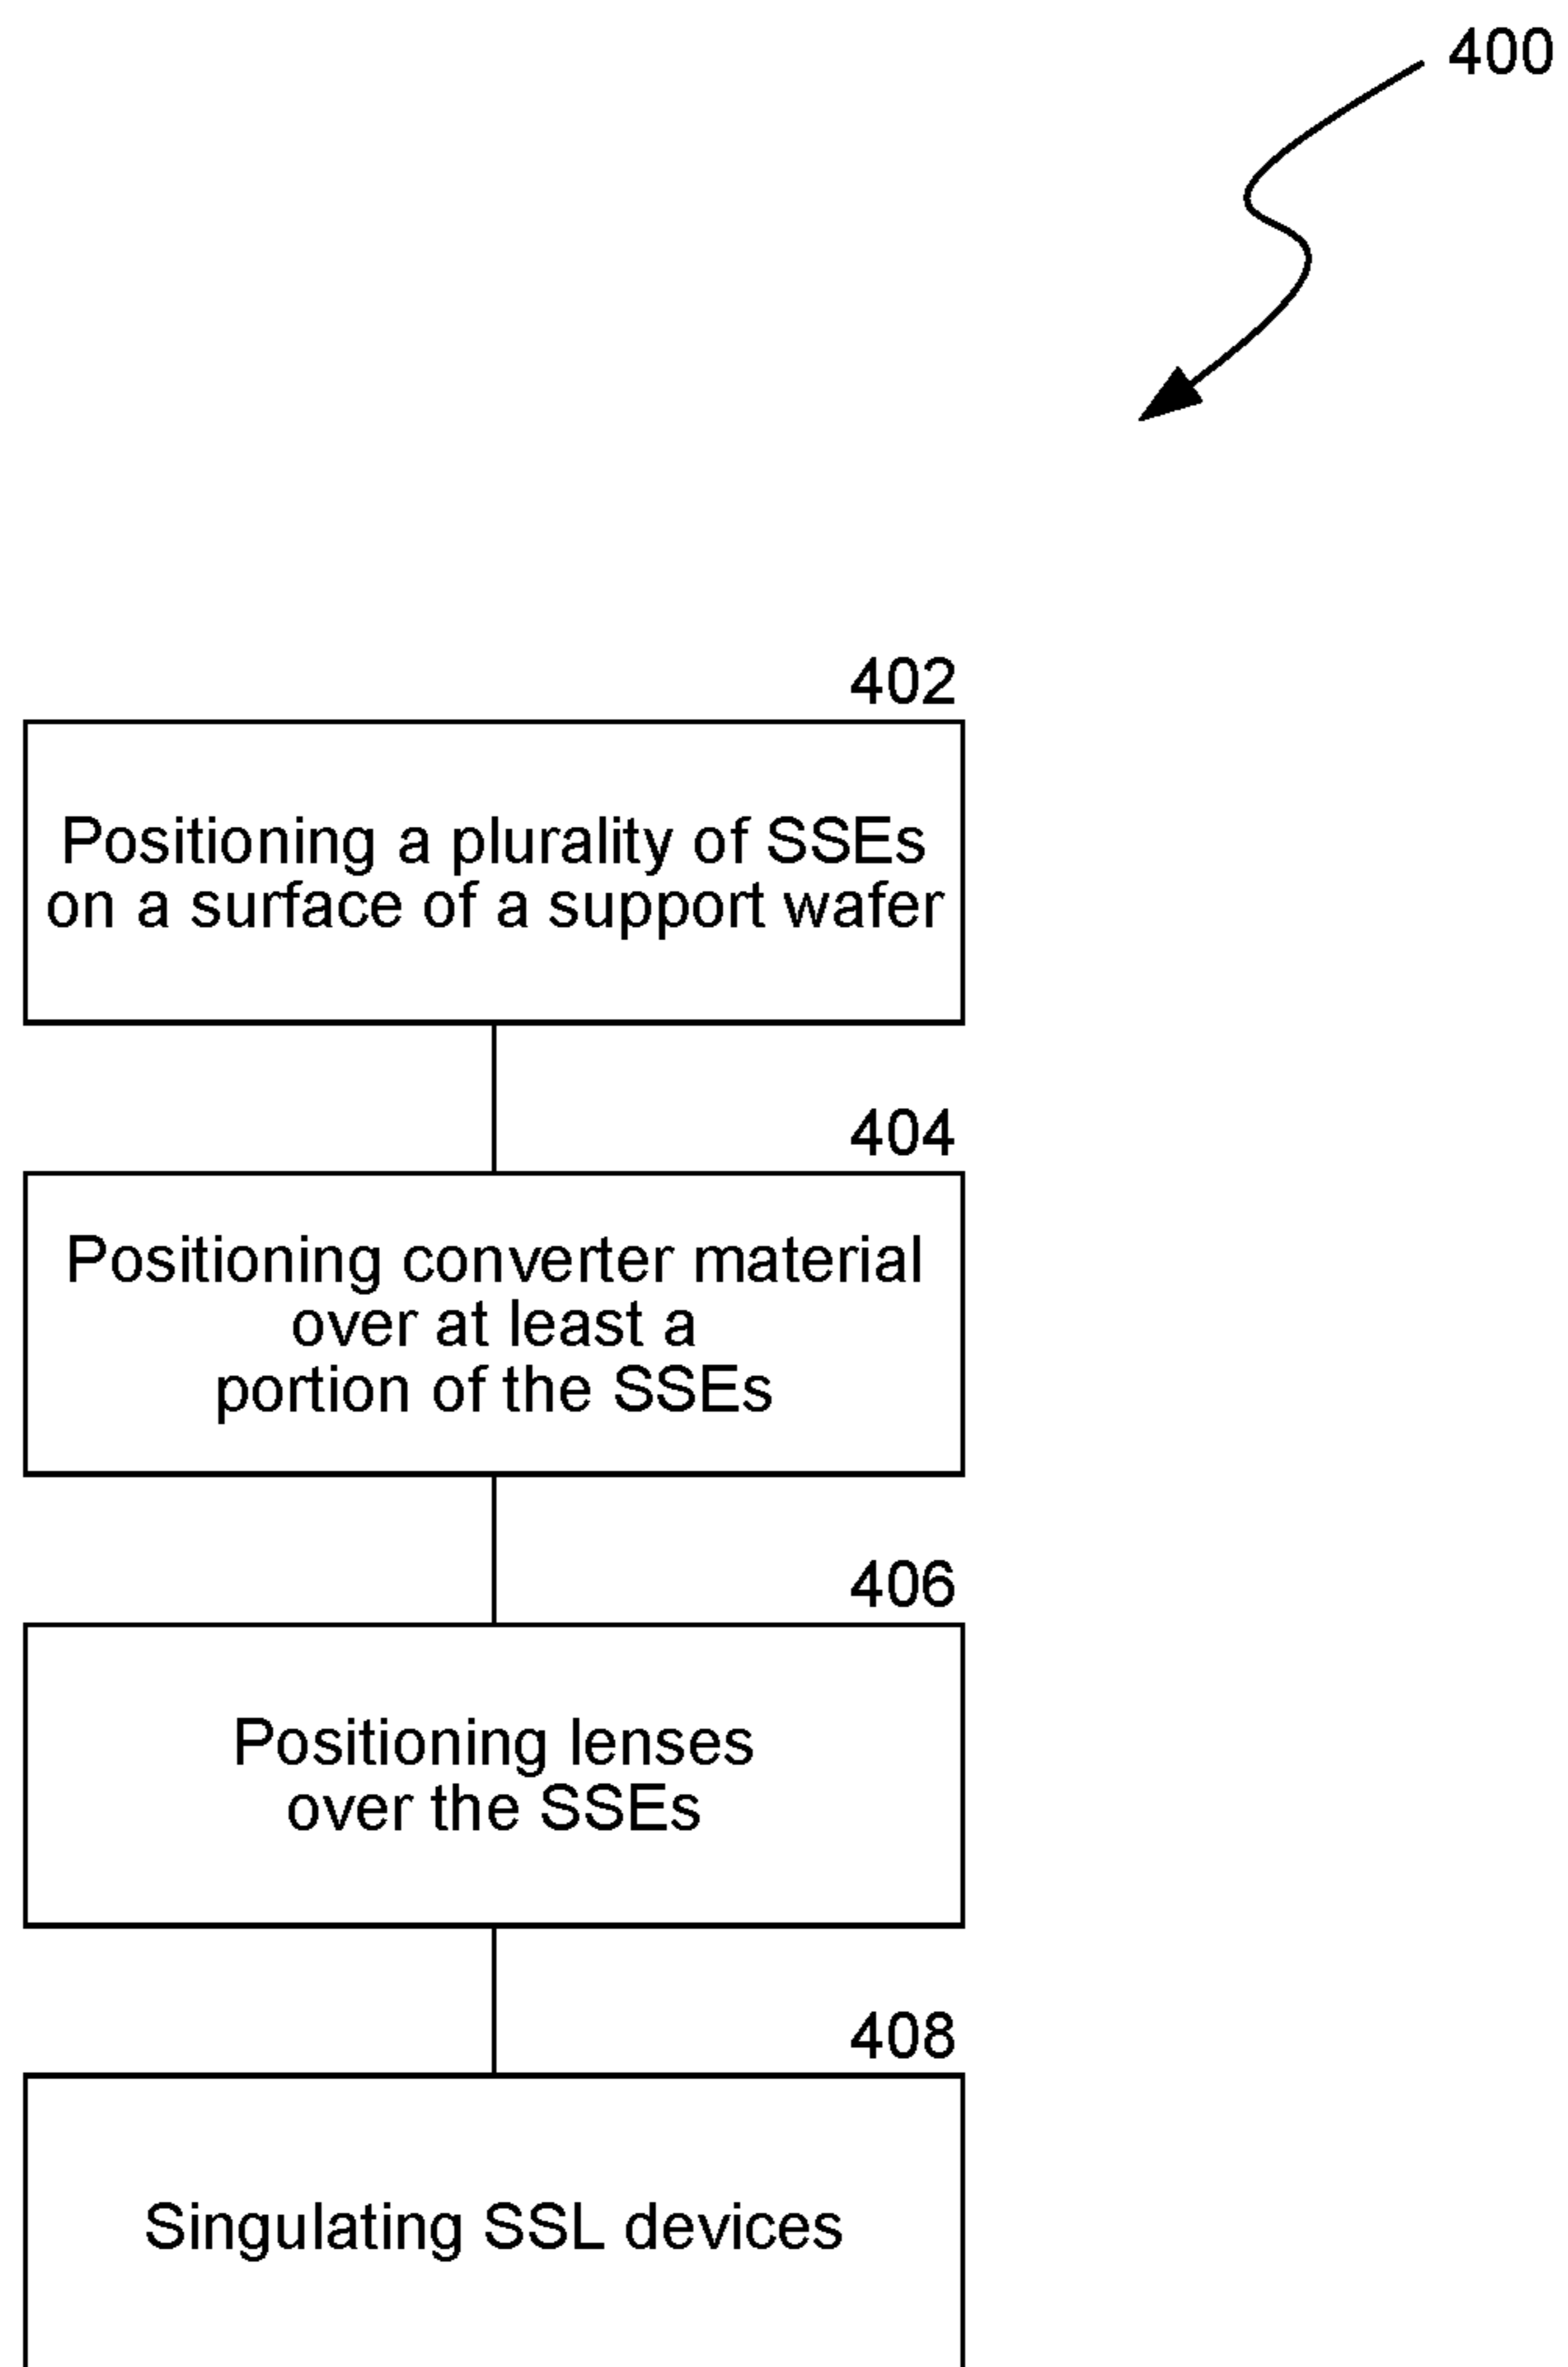 400
402
Positioning a plurality of SSEs
on a surface of a support wafer
404
Positioning converter material
over at least a
portion of the SSEs
406
Positioning lenses
over the SSEs
408
Singulating SSL devices